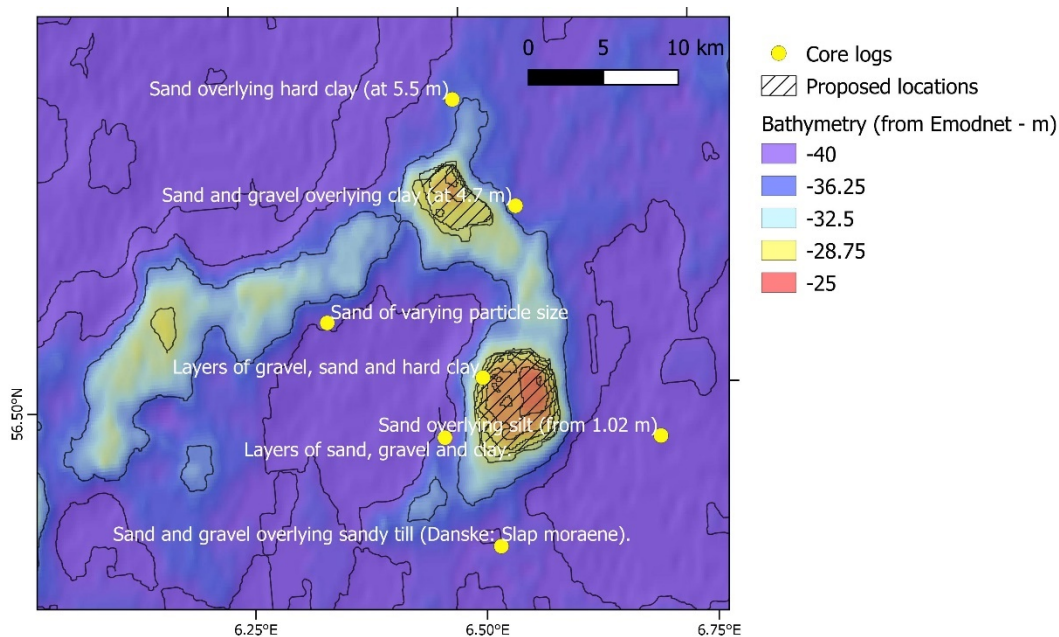 0 5 10 km
Sand overlying hard clay (at 5.5 m)
Sand and gravel overlying clay (at 4.7 m)
Sand of varying particle size
Layers of gravel, sand and hard clay
Sand overlying silt (from 1.02 m)
Layers of sand, gravel and clay.
Sand and gravel overlying sandy till (Danske: Slap moraene).
56.50°N
6.25°E 6.50°E 6.75°E
Core logs
Proposed locations
Bathymetry (from Emodnet - m)
-40
-36.25
-32.5
-28.75
-25